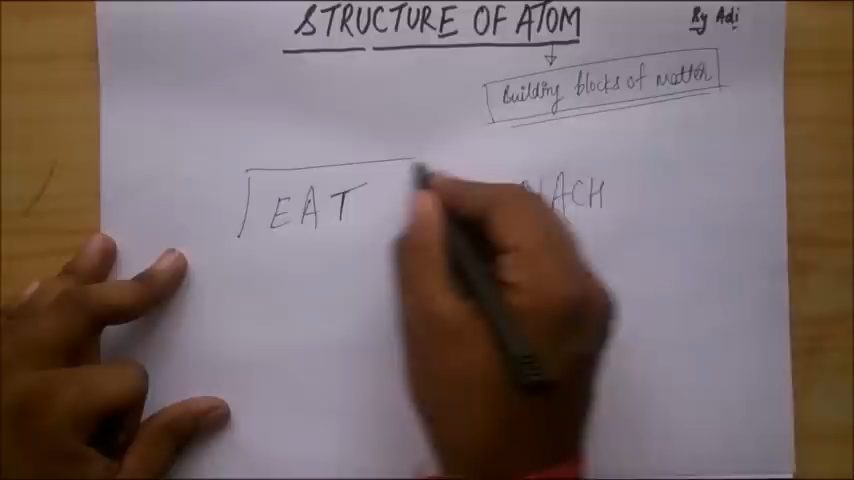 STRUCTURE OF ATOM
By Adi
Building blocks of matter
EAT